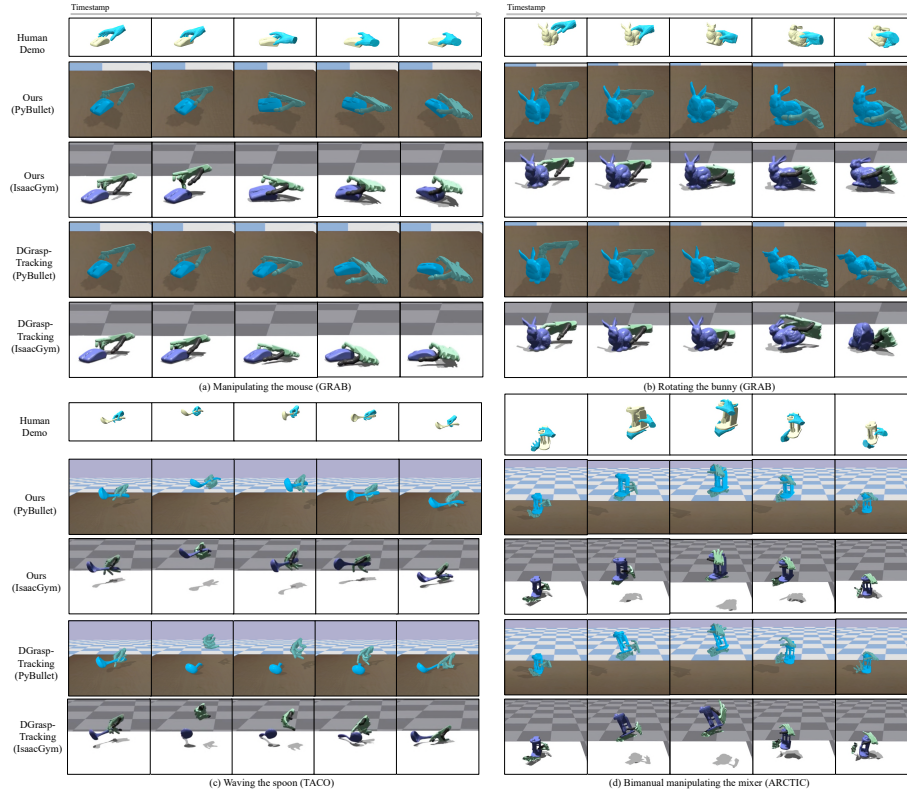 Timestamp
Timestamp
Human
Demo
Ours
(PyBullet)
Ours
(IsaacGym)
DGrasp-
Tracking
(PyBullet)
DGrasp-
Tracking
(IsaacGym)
(a) Manipulating the mouse (GRAB)
(b) Rotating the bunny (GRAB)
Human
Demo
Ours
(PyBullet)
Ours
(IsaacGym)
DGrasp-
Tracking
(PyBullet)
DGrasp-
Tracking
(IsaacGym)
(c) Waving the spoon (TACO)
(d) Bimanual manipulating the mixer (ARCTIC)